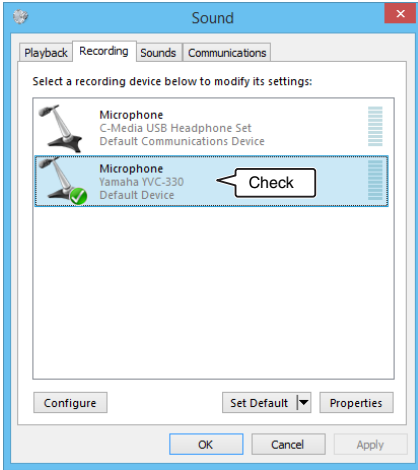 Sound
Playback Recording Sounds Communications
Select a recording device below to modify its settings:
Microphone
C-Media USB Headphone Set
Default Communications Device
Microphone
Yamaha YVC-330
Default Device
Check
Configure Set Default Properties
OK Cancel Apply